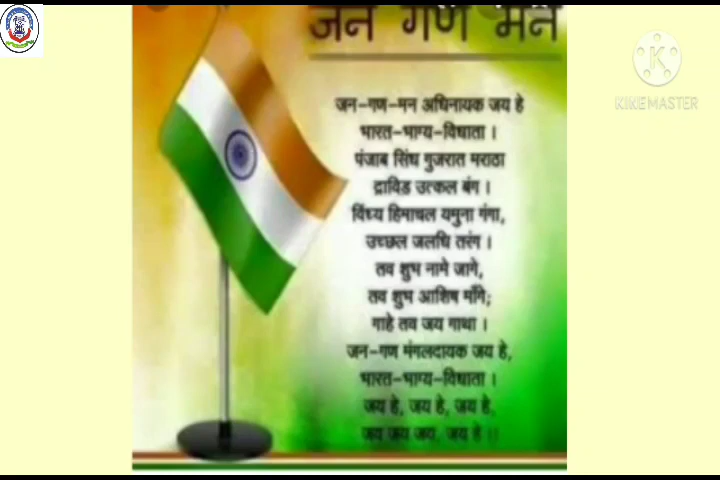 जन गण मन
जन-गण-मन अधिनायक जय हे
भारत-भाग्य-विधाता ।
पंजाब सिंध गुजरात मराठा
द्राविड उत्कल बंग ।
विंध्य हिमाचल यमुना गंगा,
उच्छल जलधि तरंग ।
तव शुभ नामे जागे,
तव शुभ आशिष माँगे;
गाहे तव जय गाथा ।
जन-गण मंगलदायक जय हे,
भारत-भाग्य-विधाता ।
जय हे, जय हे, जय हे,
जय जय जय, जय हे ।।
K
KINEMASTER